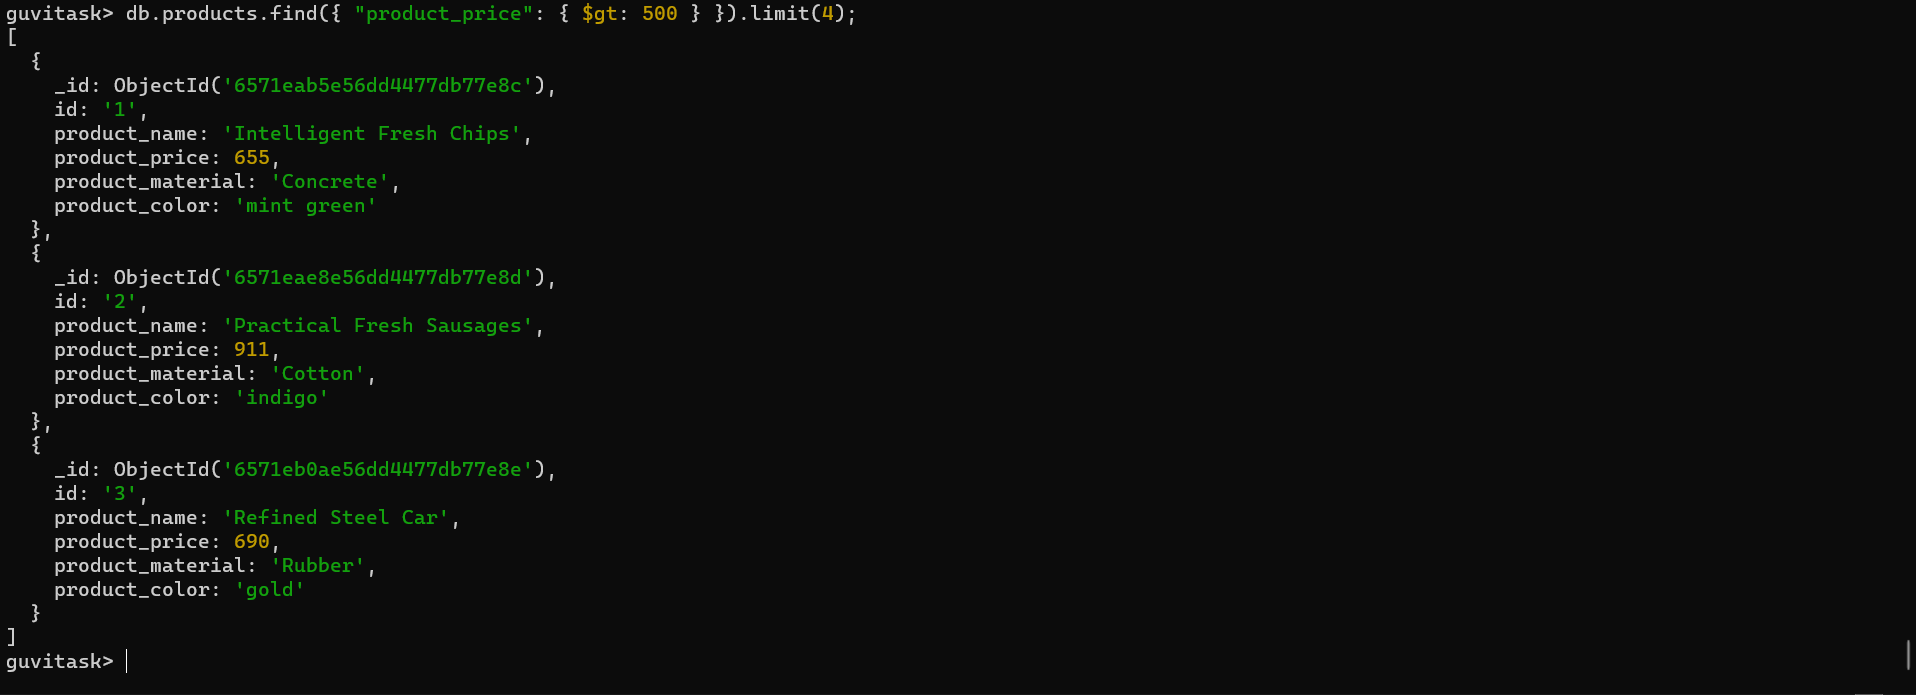 guvitask> db.products.find({ "product_price": { $gt: 500 } }).limit(4);
[
  {
    _id: ObjectId('6571eab5e56dd4477db77e8c'),
    id: '1',
    product_name: 'Intelligent Fresh Chips',
    product_price: 655,
    product_material: 'Concrete',
    product_color: 'mint green'
  },
  {
    _id: ObjectId('6571eae8e56dd4477db77e8d'),
    id: '2',
    product_name: 'Practical Fresh Sausages',
    product_price: 911,
    product_material: 'Cotton',
    product_color: 'indigo'
  },
  {
    _id: ObjectId('6571eb0ae56dd4477db77e8e'),
    id: '3',
    product_name: 'Refined Steel Car',
    product_price: 690,
    product_material: 'Rubber',
    product_color: 'gold'
  }
]
guvitask>